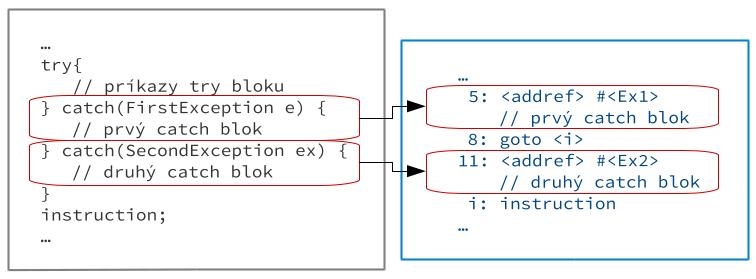 …
try{
// príkazy try bloku
} catch(FirstException e) {
// prvý catch blok
} catch(SecondException ex) {
// druhý catch blok
}
instruction;
…
…
5: <addref> #<Ex1>
// prvý catch blok
8: goto <i>
11: <addref> #<Ex2>
// druhý catch blok
i: instruction
…